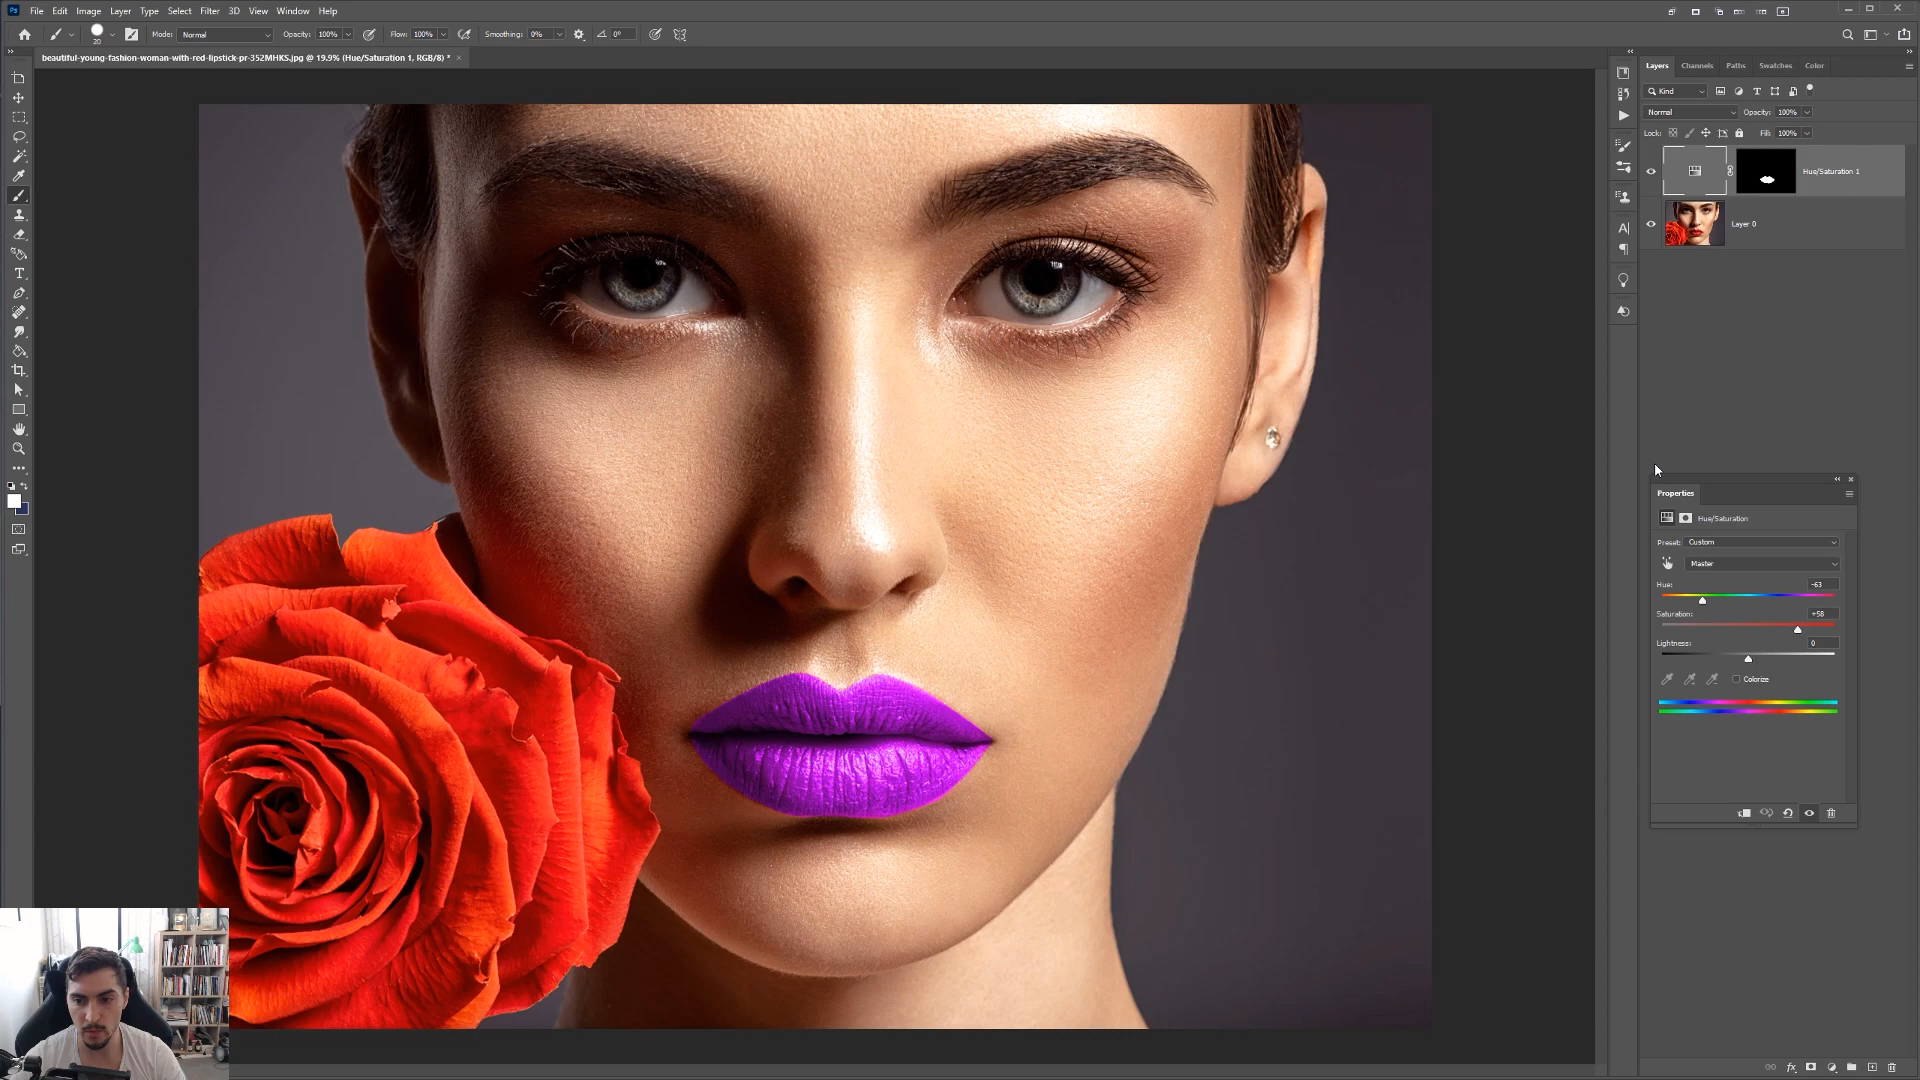 Ps File Edit Image Layer Type Select Filter 3D View Window Help
20 Mode: Normal Opacity: 100% Flow: 100% Smoothing: 0% 0°
beautiful-young-fashion-woman-with-red-lipstick-pr-352MHKS.jpg @ 19.9% (Hue/Saturation 1, RGB/8) * ×
Layers Channels Paths Swatches Color
Kind
Normal Opacity: 100%
Lock: Fill: 100%
Hue/Saturation 1
Layer 0
Properties
Hue/Saturation
Preset: Custom
Master
Hue: -63
Saturation: +58
Lightness: 0
Colorize